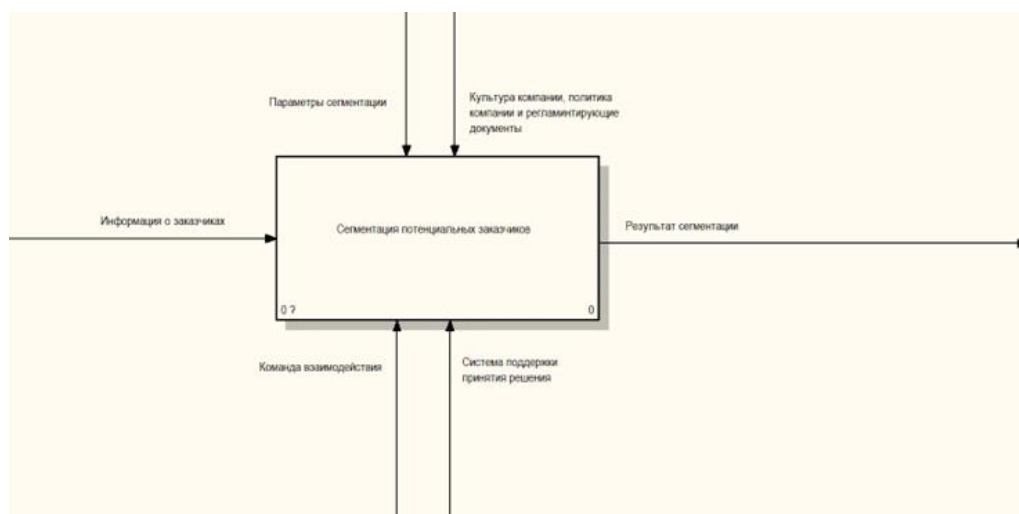 Параметры сегментации
Культура компании, политика
компании и регламинтирующие
документы
Информация о заказчиках
Сегментация потенциальных заказчиков
Результат сегментации
0 ?
0
Команда взаимодействия
Система поддержки
принятия решения